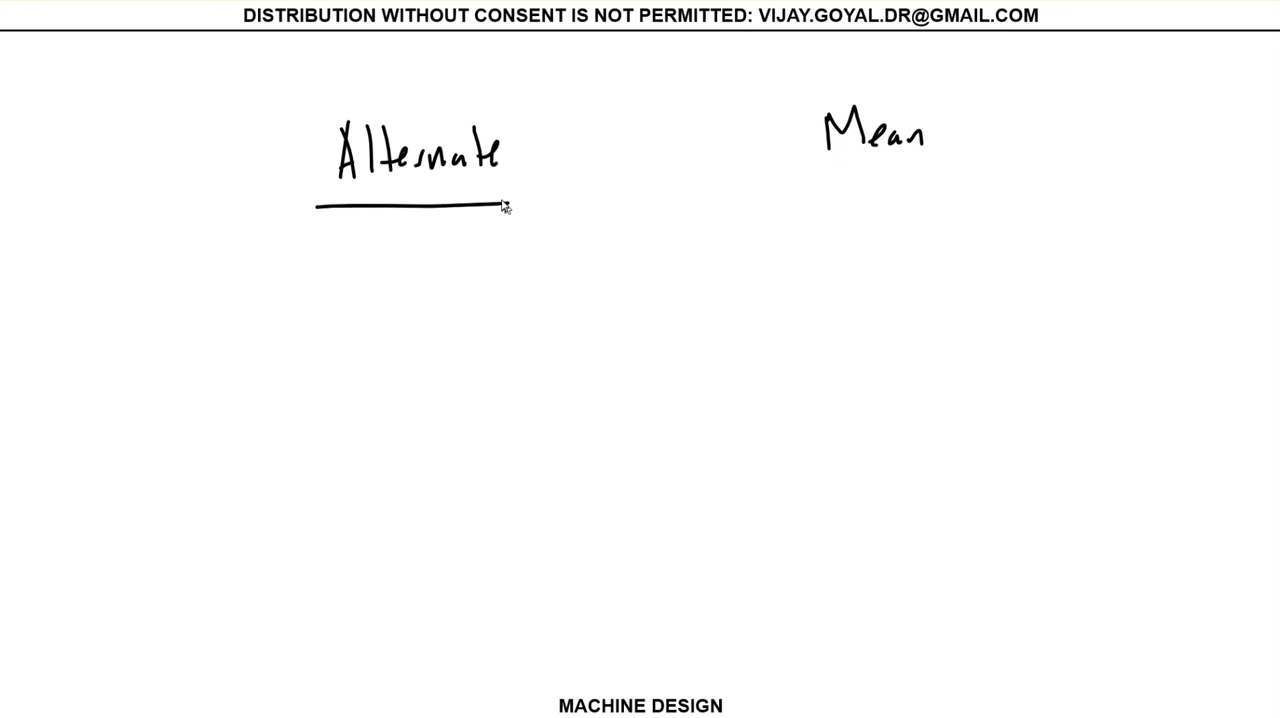 DISTRIBUTION WITHOUT CONSENT IS NOT PERMITTED: VIJAY.GOYAL.DR@GMAIL.COM
Alternate
Mean
MACHINE DESIGN